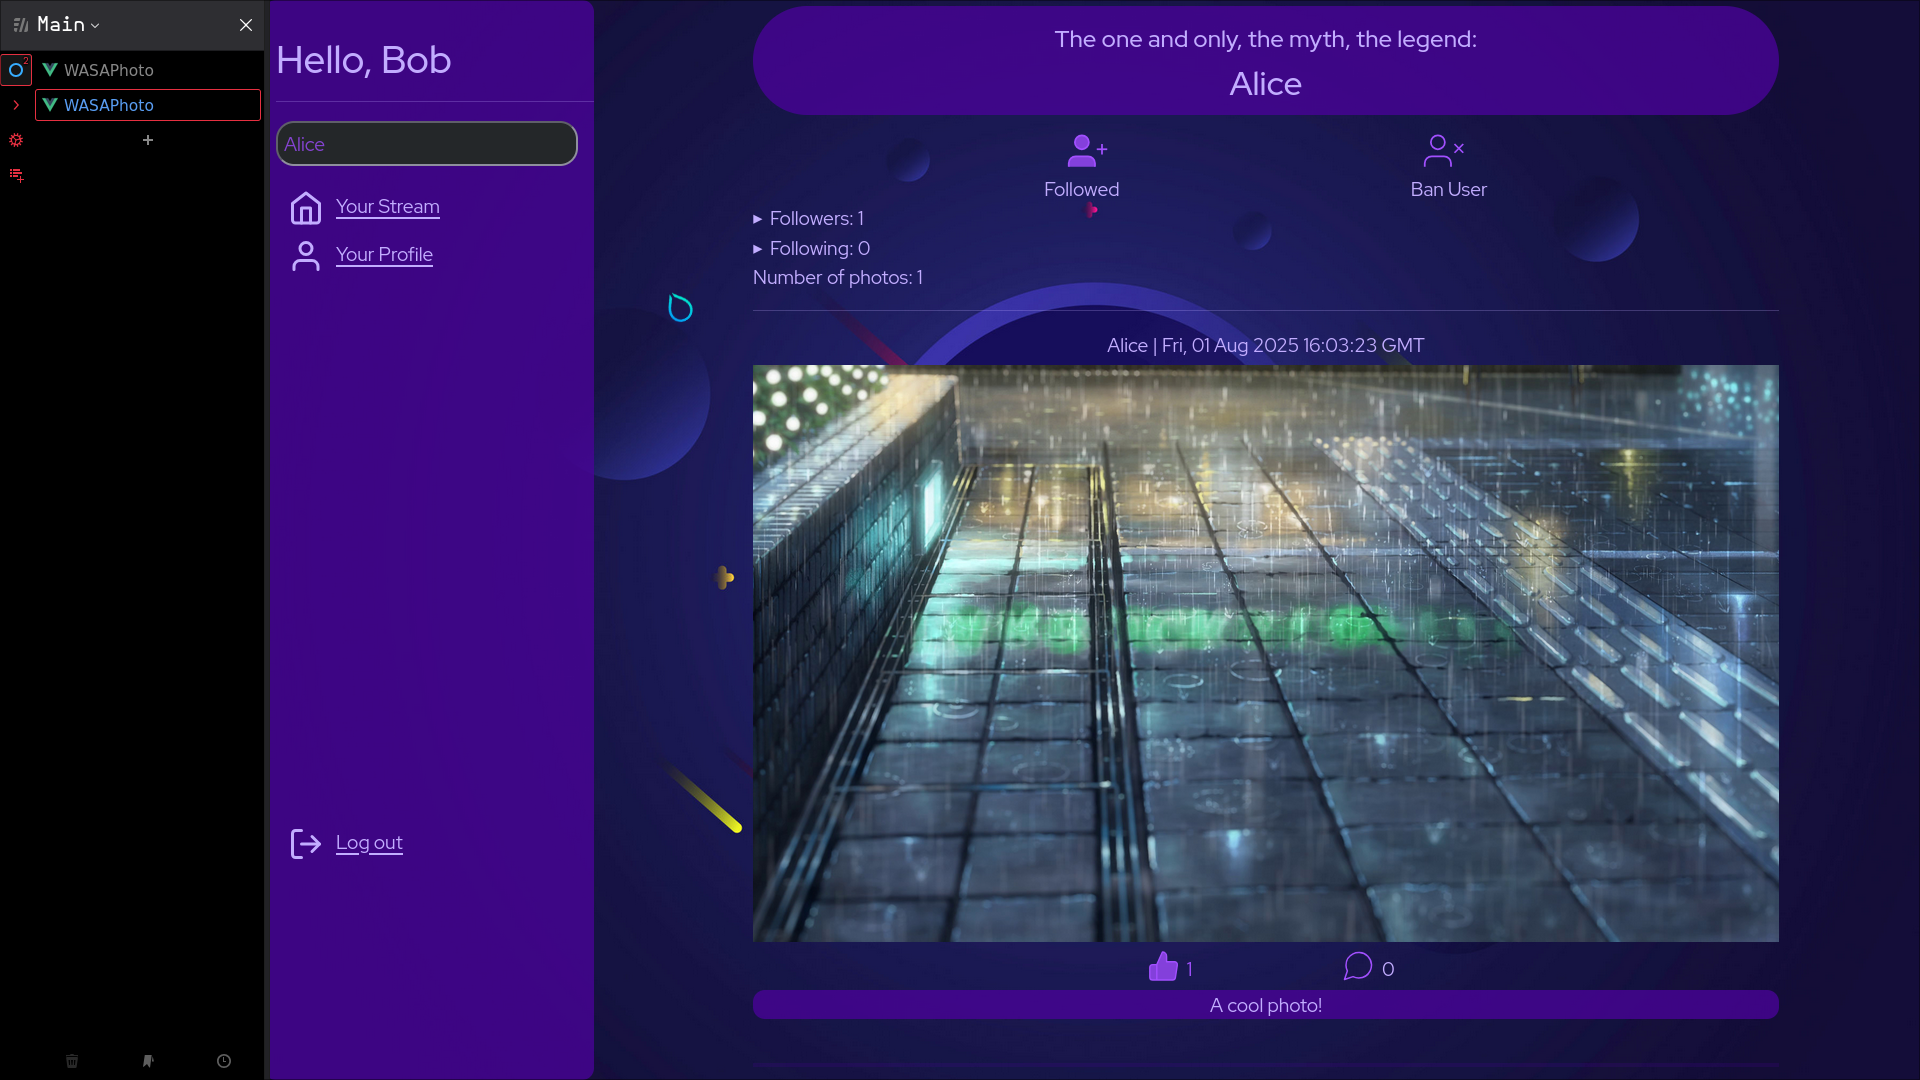 Main
2
WASAPhoto
WASAPhoto
Hello, Bob
Alice
Your Stream
Your Profile
Log out
The one and only, the myth, the legend:
Alice
Followed
Ban User
Followers: 1
Following: 0
Number of photos: 1
Alice | Fri, 01 Aug 2025 16:03:23 GMT
1
0
A cool photo!